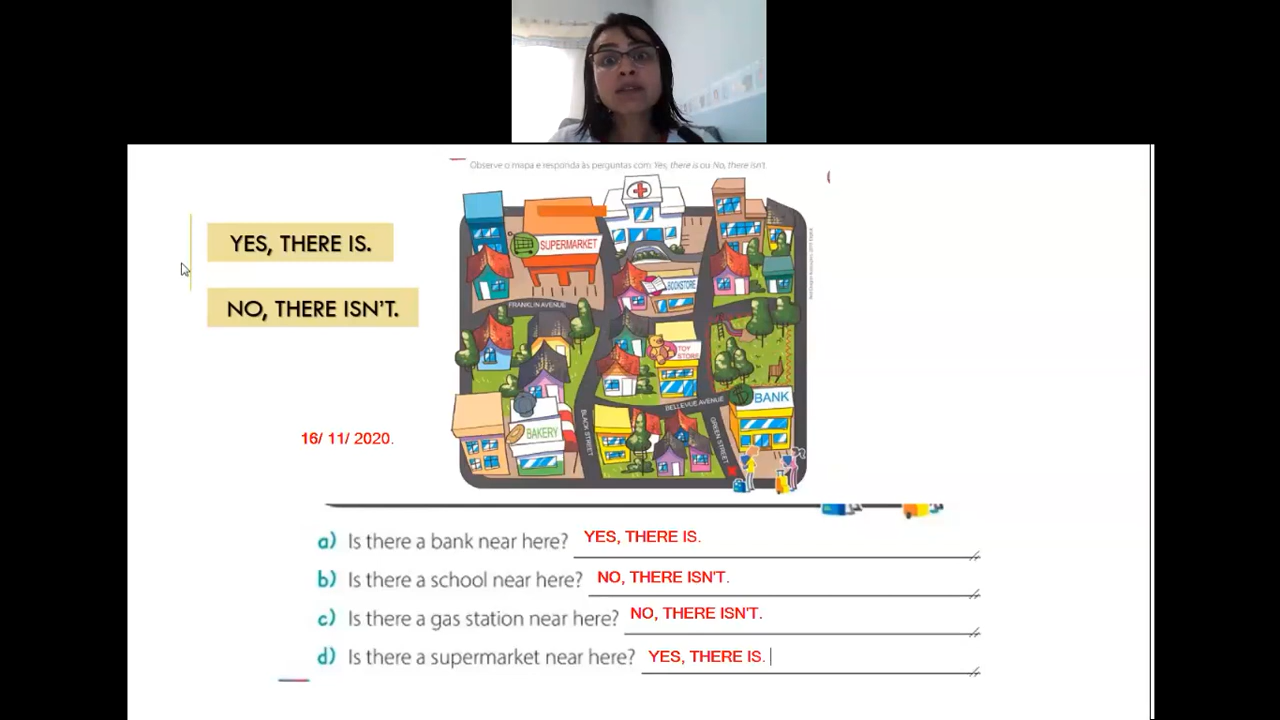 Observe o mapa e responda às perguntas com Yes, there is ou No, there isn't.
YES, THERE IS.
NO, THERE ISN'T.
SUPERMARKET
BOOKSTORE
FRANKLIN AVENUE
TOY
STORE
BANK
BELLEVUE AVENUE
BAKERY
BLACK STREET
GREEN STREET
16/ 11/ 2020.
a) Is there a bank near here? YES, THERE IS.
b) Is there a school near here? NO, THERE ISN'T.
c) Is there a gas station near here? NO, THERE ISN'T.
d) Is there a supermarket near here? YES, THERE IS.